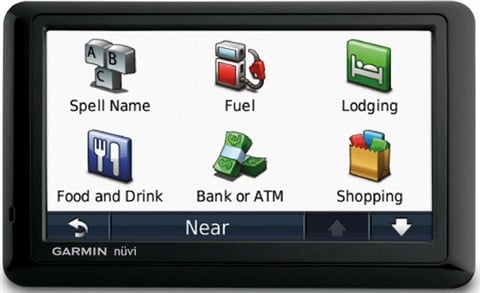 A B C
Spell Name Fuel Lodging
Food and Drink Bank or ATM Shopping
Near
GARMIN nüvi